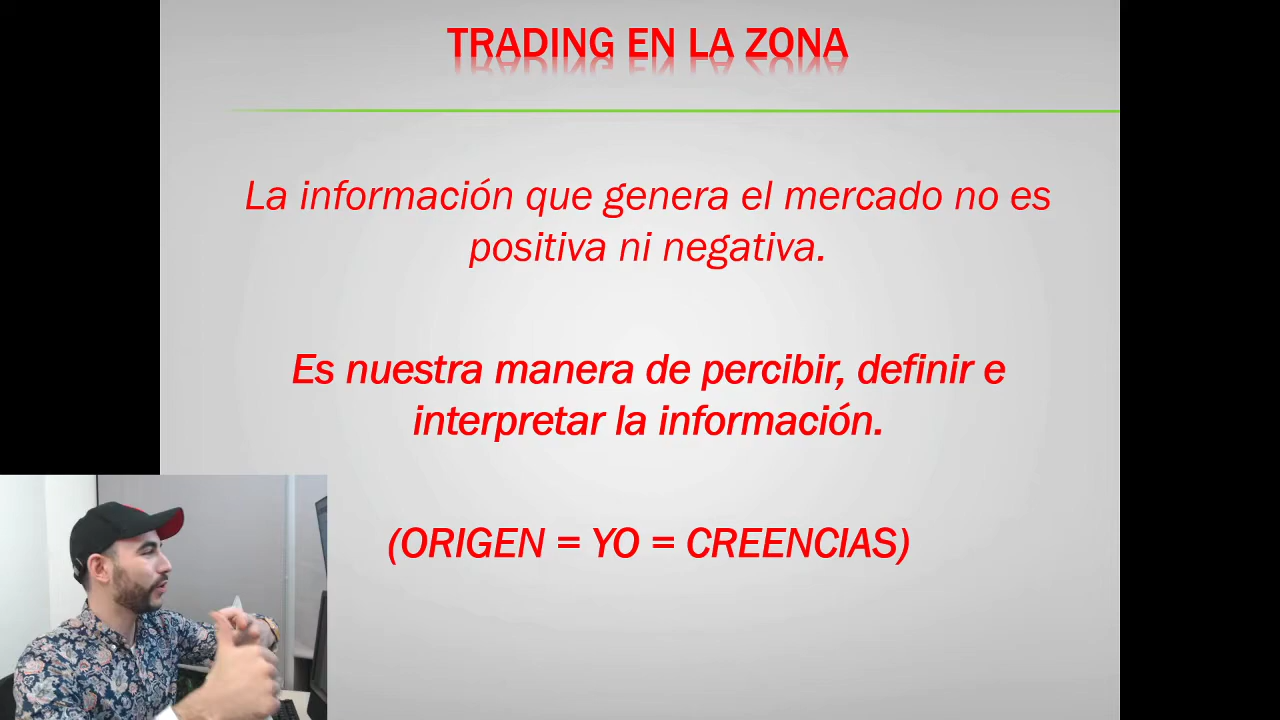 TRADING EN LA ZONA
La información que genera el mercado no es
positiva ni negativa.
Es nuestra manera de percibir, definir e
interpretar la información.
(ORIGEN = YO = CREENCIAS)